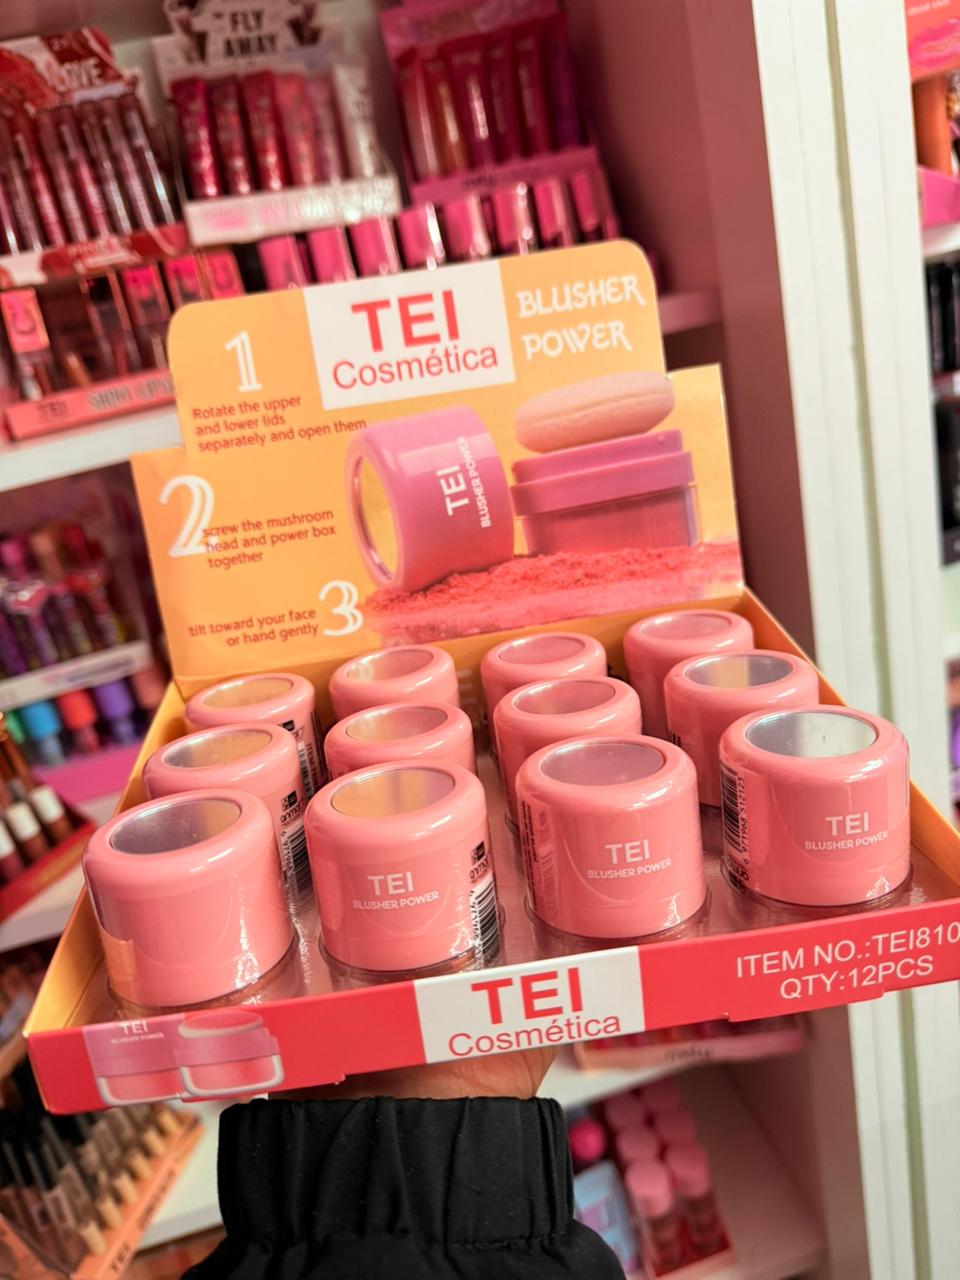 FLY
AWAY
LOVE
TEI
TEI
Cosmética
BLUSHER
POWER
1
Rotate the upper
and lower lids
separately and open them
2
screw the mushroom
head and power box
together
3
tilt toward your face
or hand gently
TEI
BLUSHER POWER
TEI
BLUSHER POWER
TEI
BLUSHER POWER
TEI
BLUSHER POWER
TEI
BLUSHER POWER
TEI
Cosmética
ITEM NO.:TEI810
QTY:12PCS